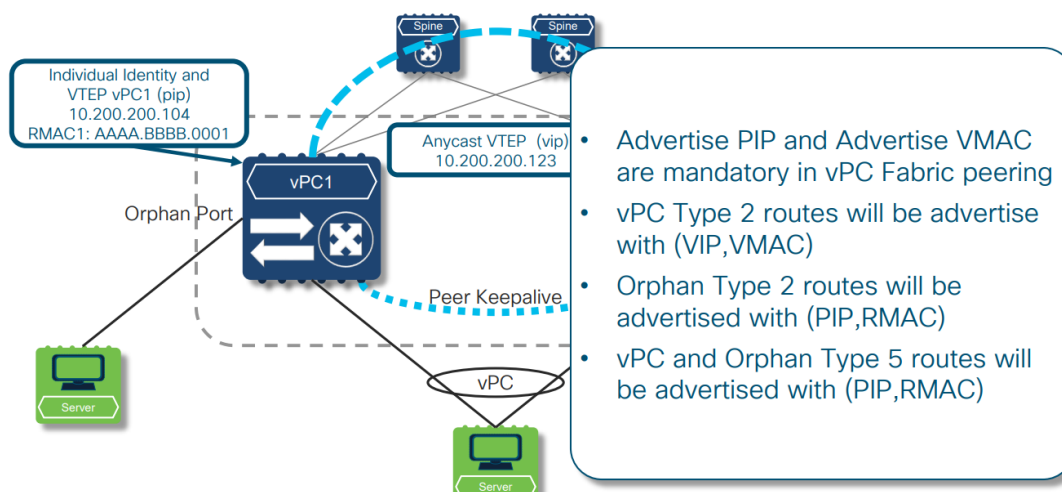 Spine
Spine
Individual Identity and
VTEP vPC1 (pip)
10.200.200.104
RMAC1: AAAA.BBBB.0001
Anycast VTEP (vip)
10.200.200.123
vPC1
Orphan Port
Peer Keepalive
vPC
Server
Server
• Advertise PIP and Advertise VMAC
are mandatory in vPC Fabric peering
• vPC Type 2 routes will be advertise
with (VIP,VMAC)
• Orphan Type 2 routes will be
advertised with (PIP,RMAC)
• vPC and Orphan Type 5 routes will
be advertised with (PIP,RMAC)